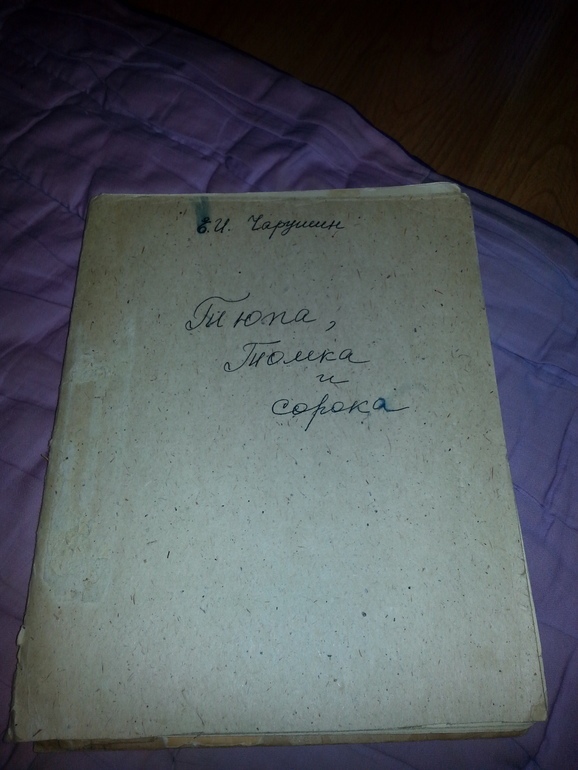 Е.И. Чарушин
Тюпа,
Томка
и
сорока